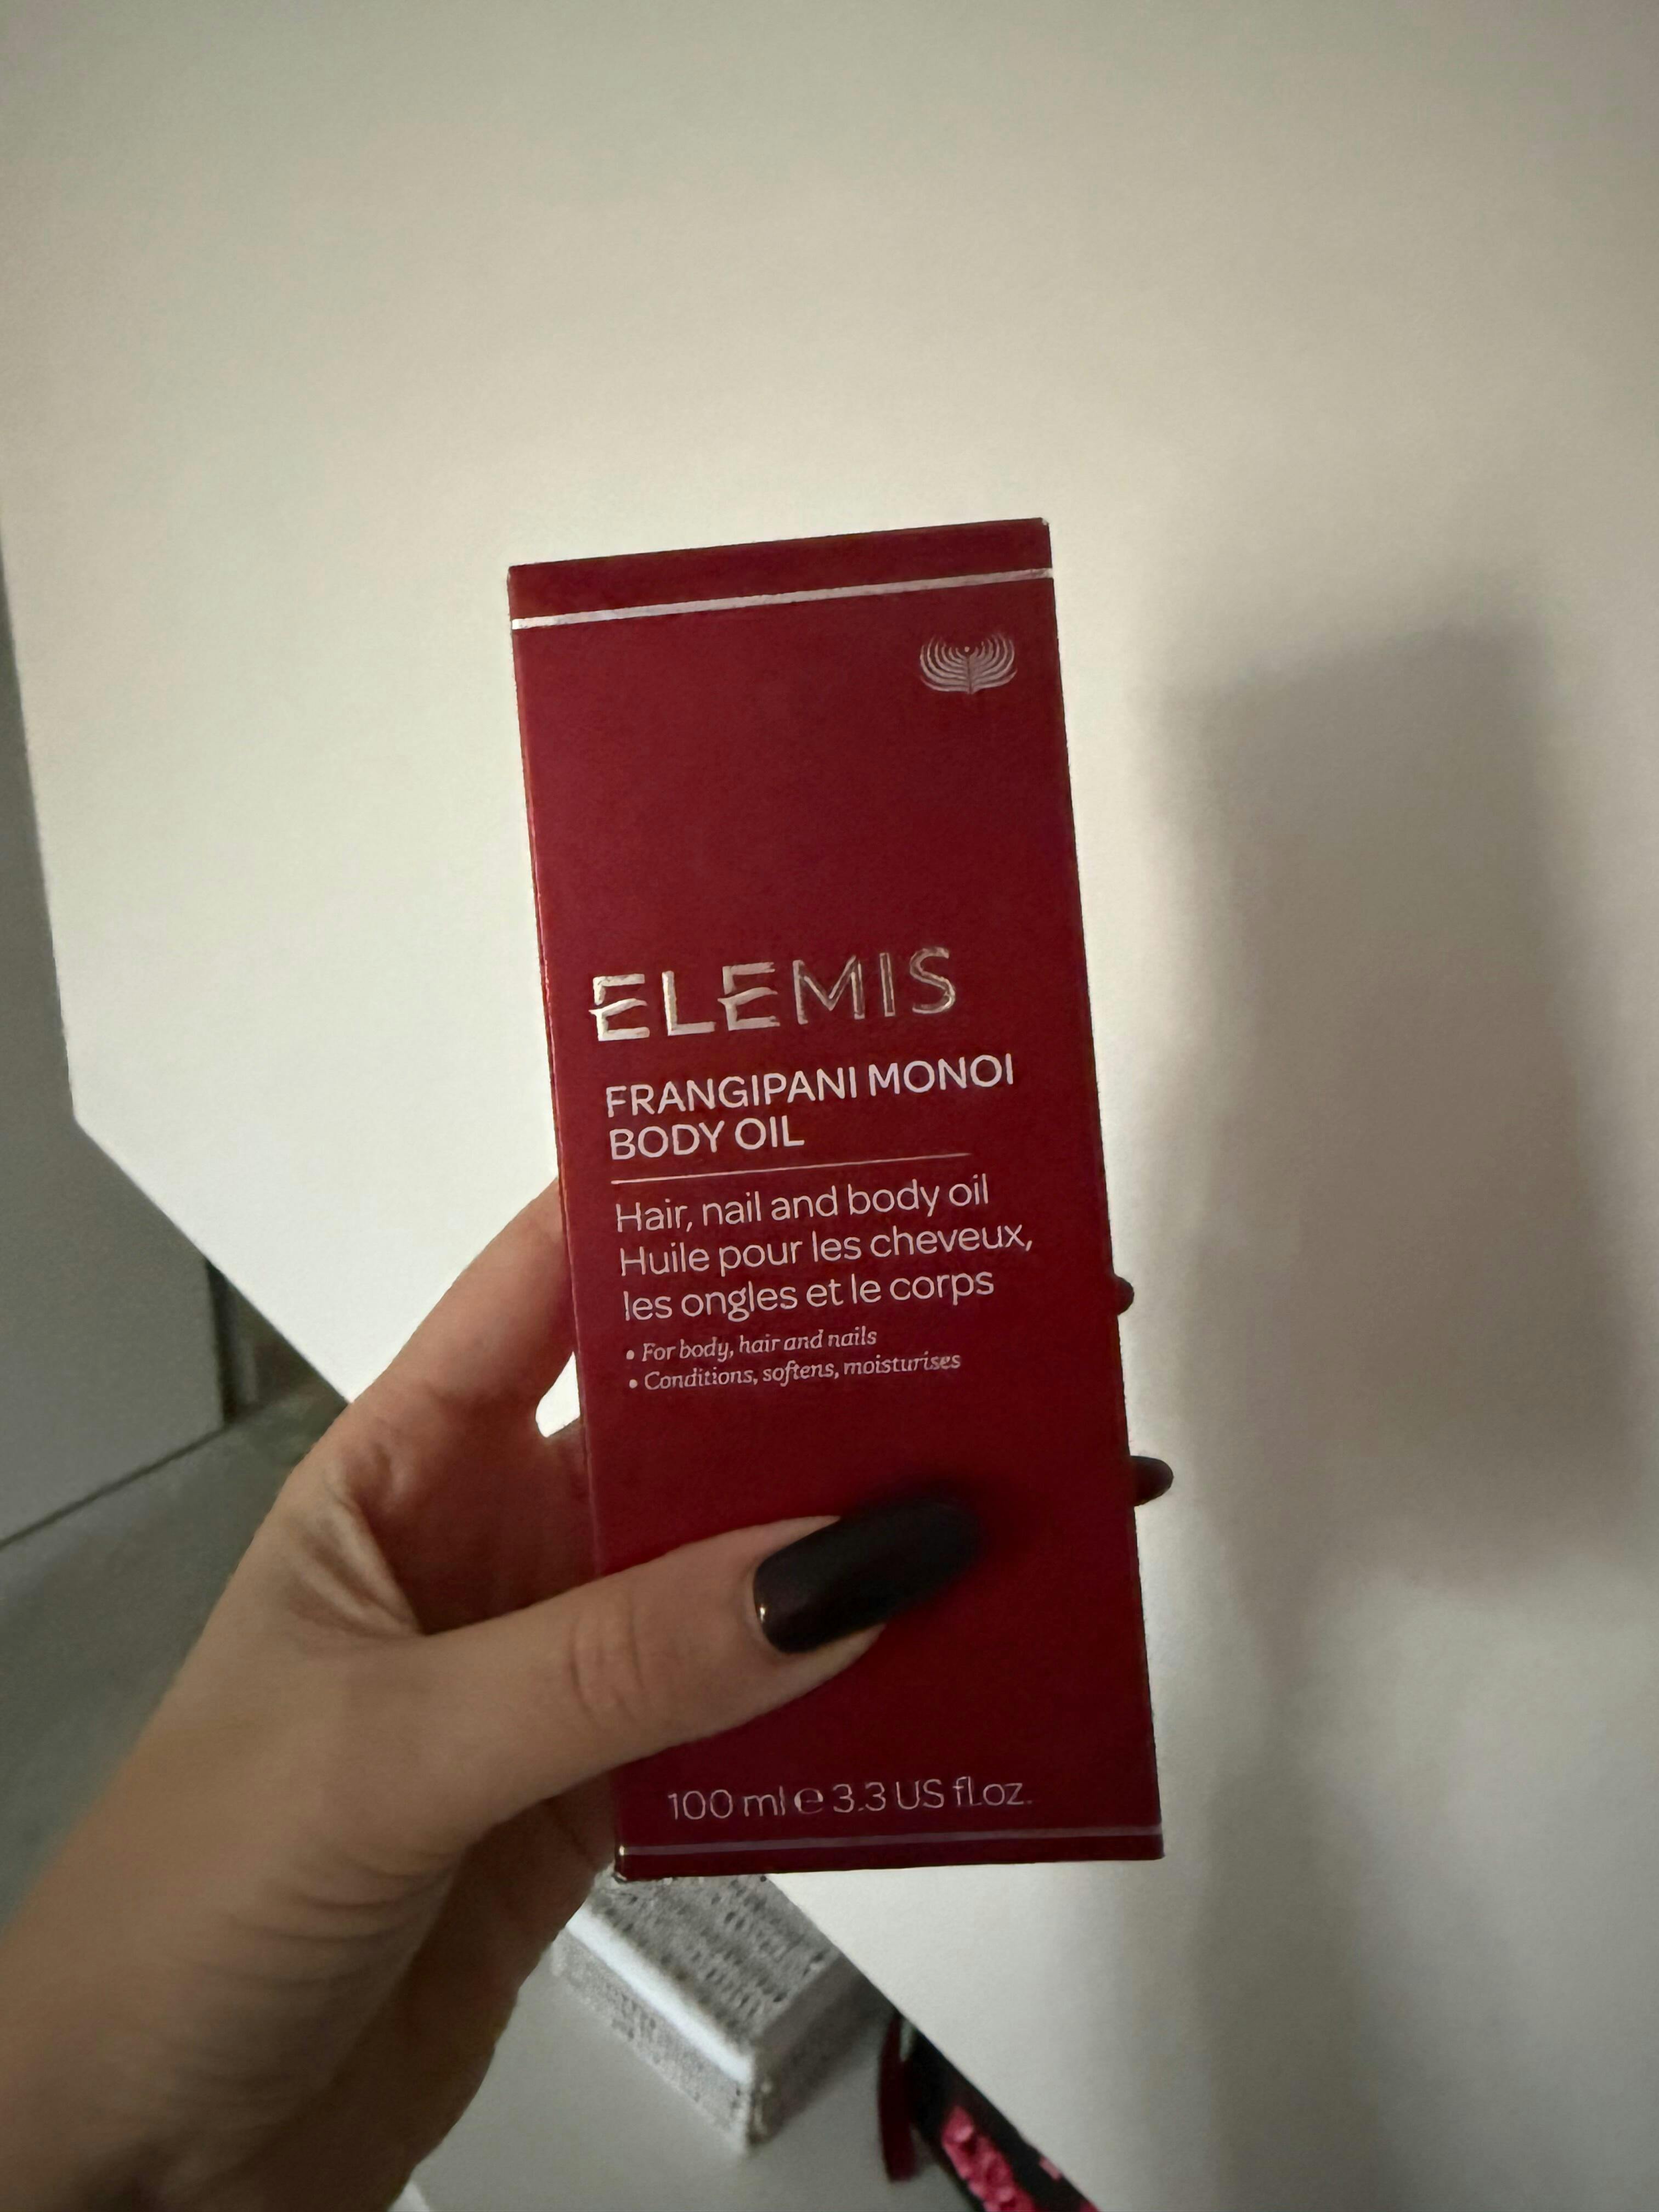 ELEMIS
FRANGIPANI MONOI
BODY OIL
Hair, nail and body oil
Huile pour les cheveux,
les ongles et le corps
• For body, hair and nails
• Conditions, softens, moisturises
100 ml ℮ 3.3 US fl.oz.